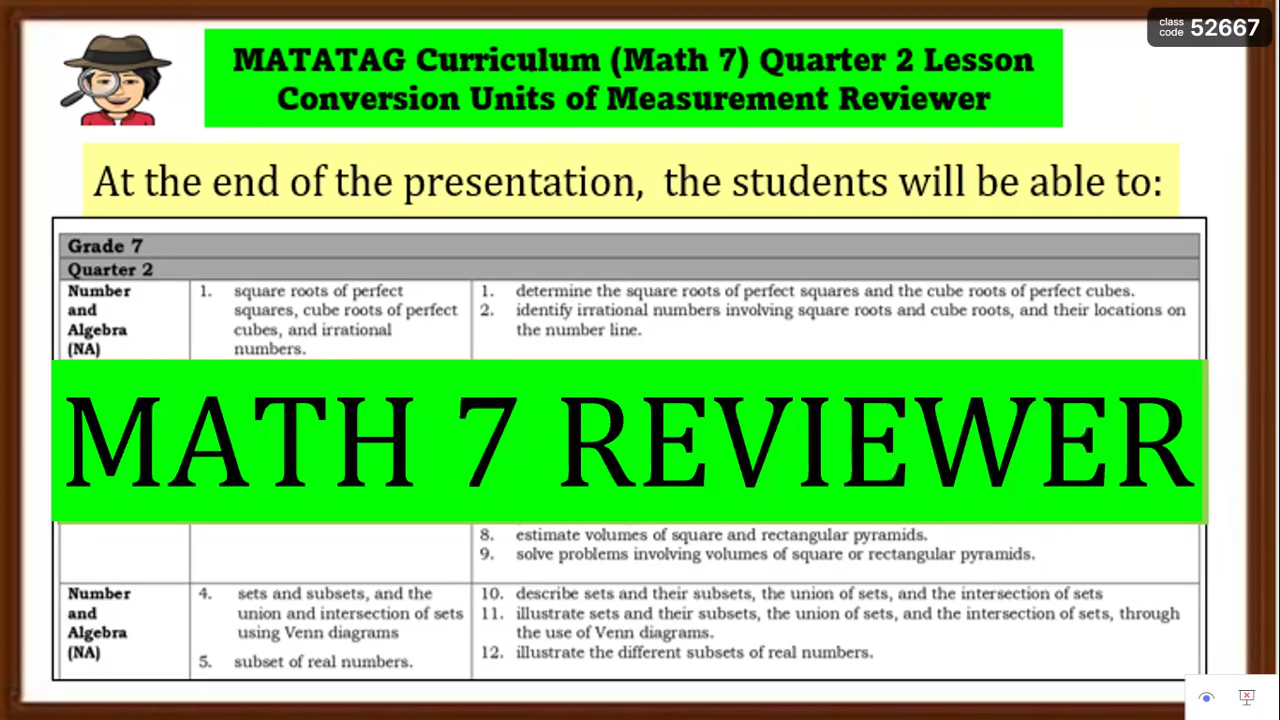 class code 52667
MATATAG Curriculum (Math 7) Quarter 2 Lesson
Conversion Units of Measurement Reviewer
At the end of the presentation, the students will be able to:
Grade 7
Quarter 2
Number and Algebra (NA)
1. square roots of perfect
squares, cube roots of perfect
cubes, and irrational
numbers.
1. determine the square roots of perfect squares and the cube roots of perfect cubes.
2. identify irrational numbers involving square roots and cube roots, and their locations on
the number line.
MATH 7 REVIEWER
8. estimate volumes of square and rectangular pyramids.
9. solve problems involving volumes of square or rectangular pyramids.
Number
and
Algebra
(NA)
4. sets and subsets, and the
union and intersection of sets
using Venn diagrams
5. subset of real numbers.
10. describe sets and their subsets, the union of sets, and the intersection of sets
11. illustrate sets and their subsets, the union of sets, and the intersection of sets, through
the use of Venn diagrams.
12. illustrate the different subsets of real numbers.